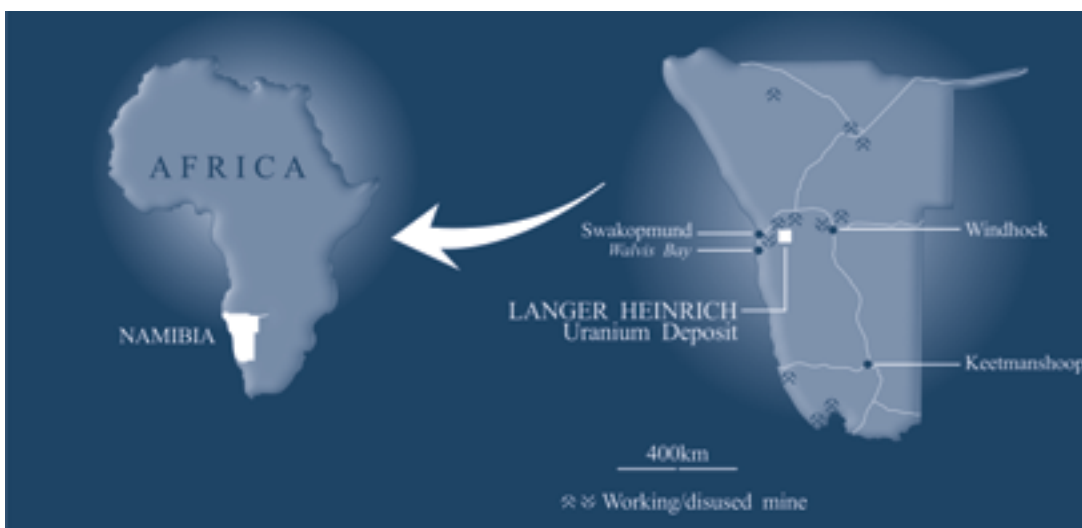 AFRICA
NAMIBIA
Swakopmund
Walvis Bay
Windhoek
LANGER HEINRICH
Uranium Deposit
Keetmanshoop
400km
Working/disused mine